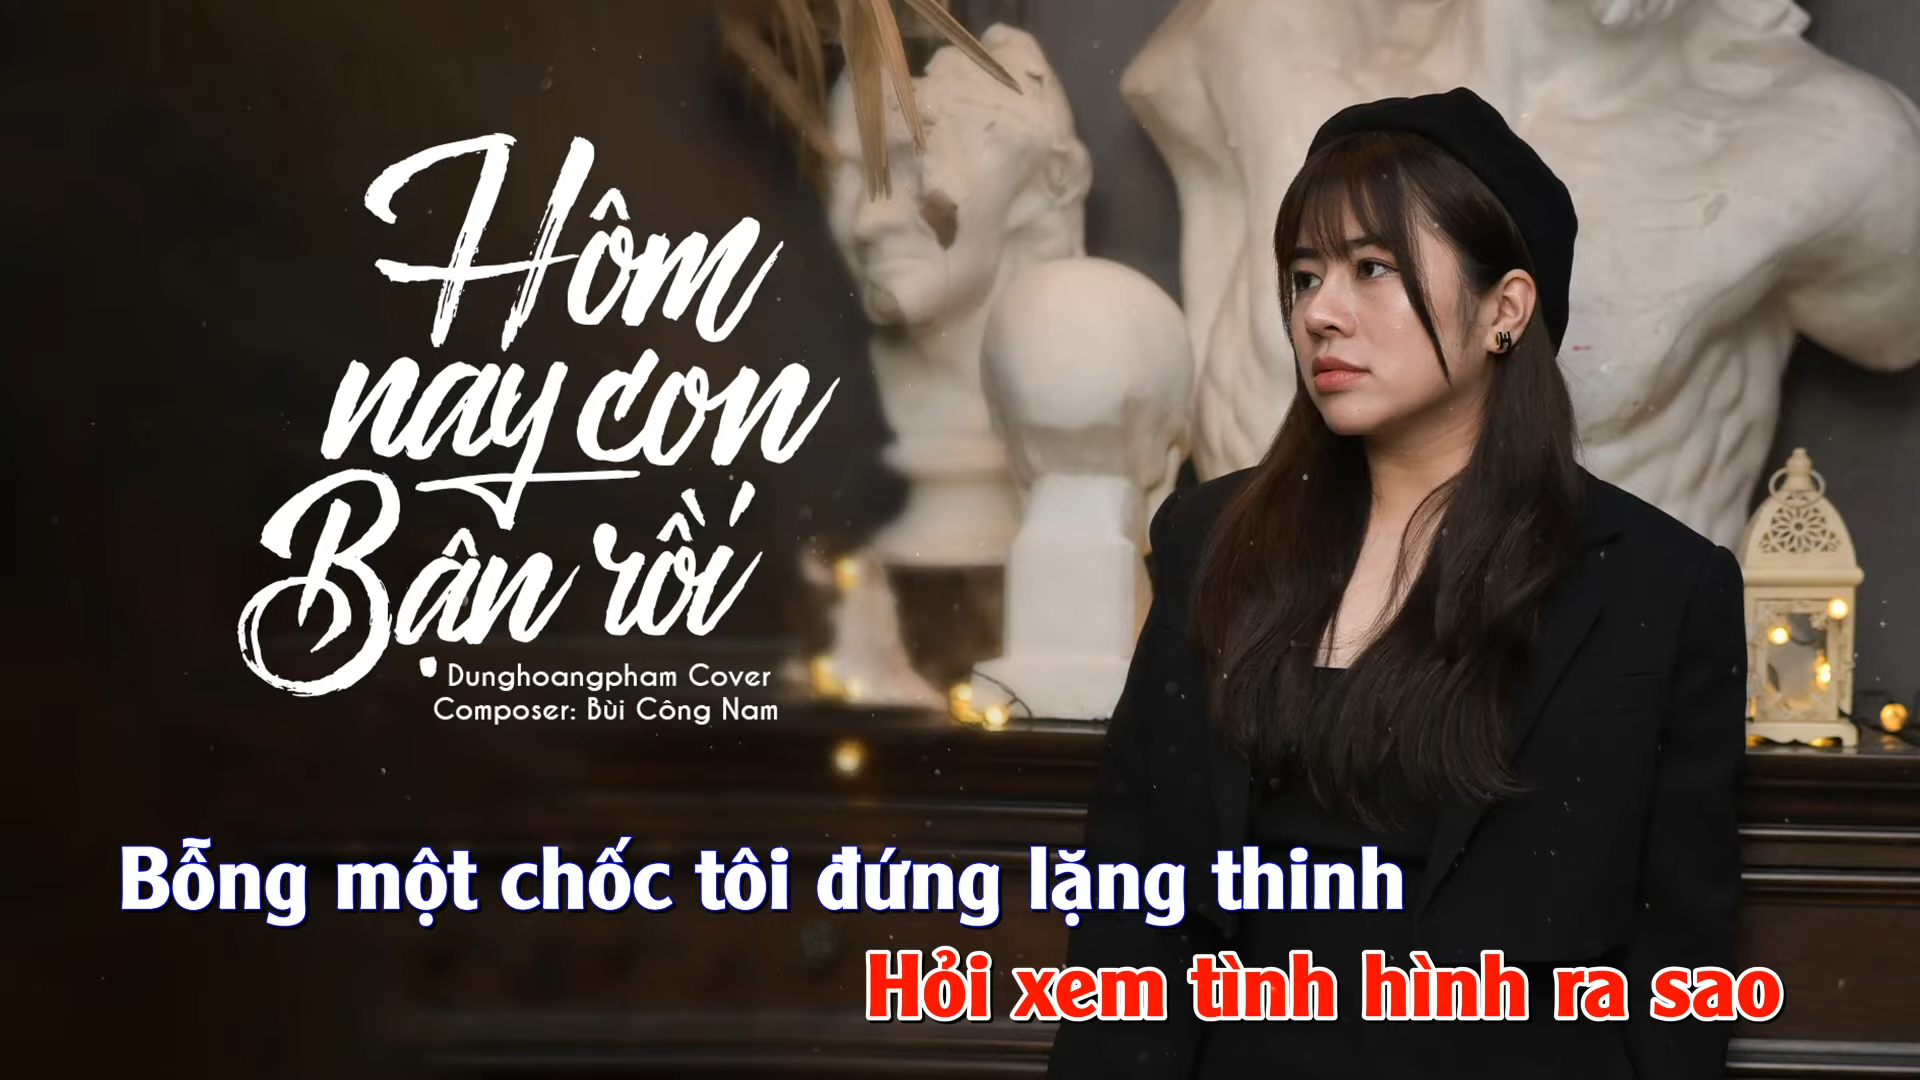 Hôm
nay con
Bận rồi
Dunghoangpham Cover
Composer: Bùi Công Nam
Bỗng một chốc tôi đứng lặng thinh
Hỏi xem tình hình ra sao